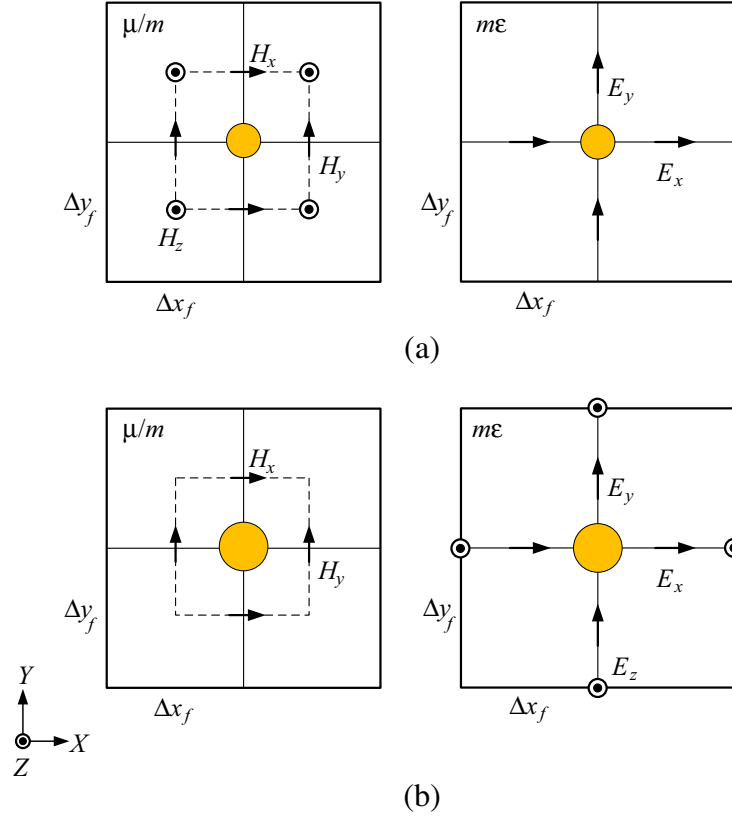 μ/m
mε
H_x
E_y
H_y
E_x
Δy_f
Δy_f
H_z
Δx_f
Δx_f
(a)
μ/m
mε
H_x
E_y
H_y
E_x
Δy_f
Δy_f
E_z
Δx_f
Δx_f
Y
X
Z
(b)